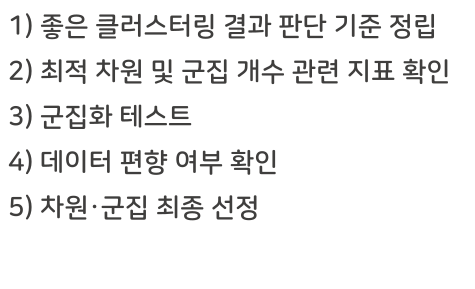 1) 좋은 클러스터링 결과 판단 기준 정립
2) 최적 차원 및 군집 개수 관련 지표 확인
3) 군집화 테스트
4) 데이터 편향 여부 확인
5) 차원·군집 최종 선정